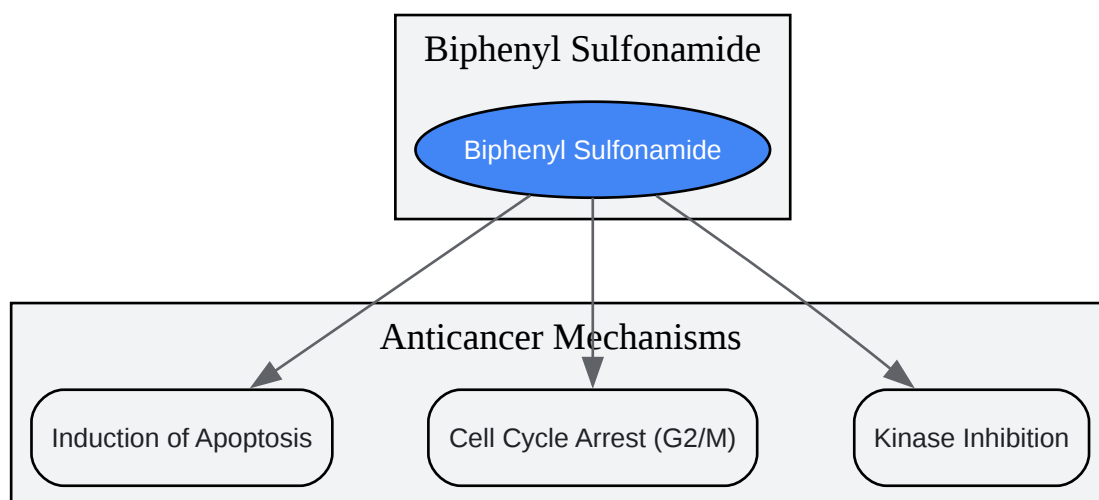 Biphenyl Sulfonamide
Biphenyl Sulfonamide
Anticancer Mechanisms
Induction of Apoptosis
Cell Cycle Arrest (G2/M)
Kinase Inhibition